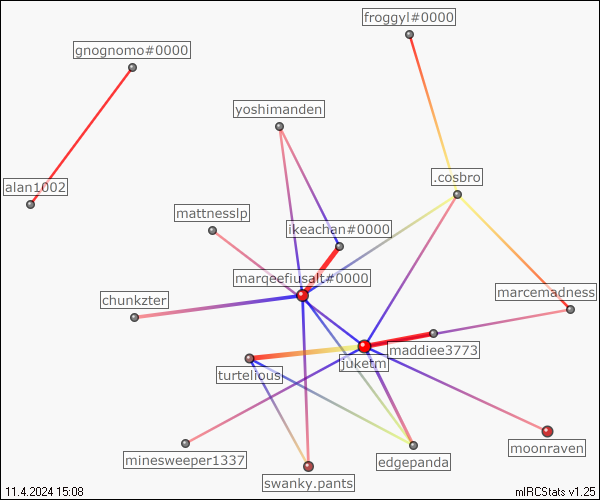 froggyl#0000
gnognomo#0000
yoshimanden
.cosbro
alan1002
mattnesslp
ikeachan#0000
marqeefiusalt#0000
chunkzter
marcemadness
maddiee3773
juketm
turtelious
minesweeper1337
edgepanda
moonraven
swanky.pants
11.4.2024 15:08
mIRCStats v1.25